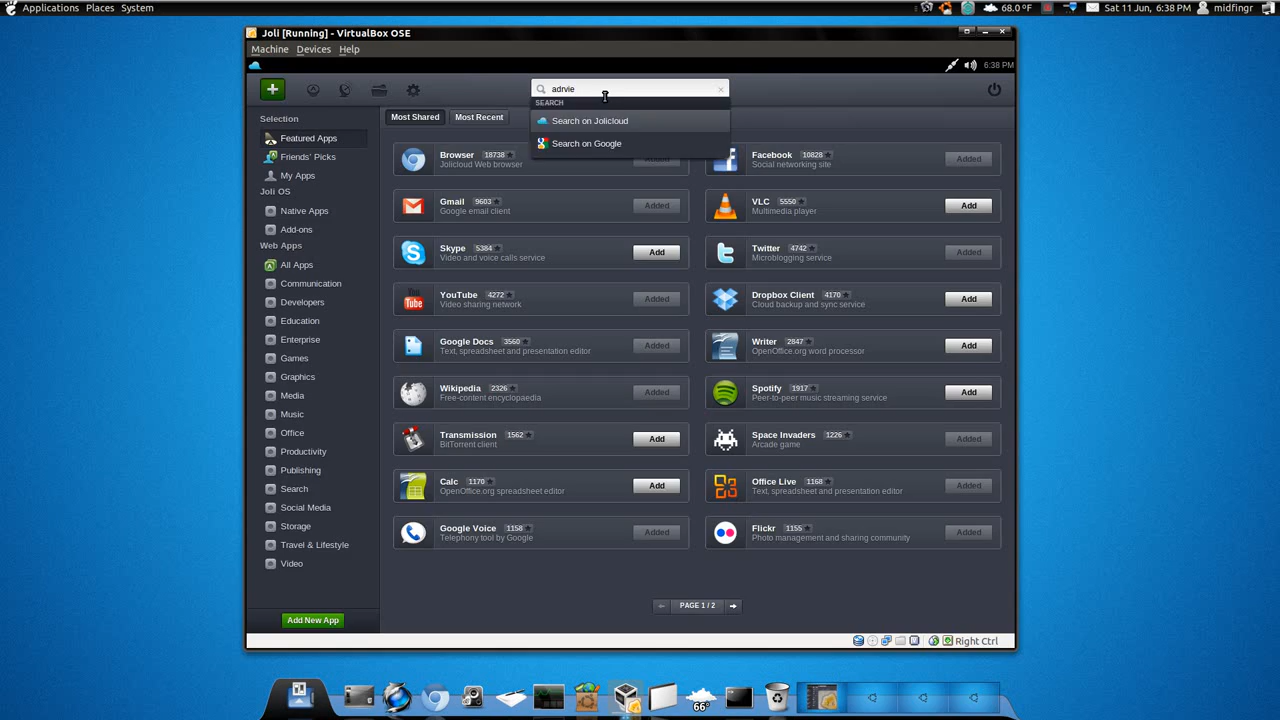 Applications Places System
68.0 °F
Sat 11 Jun, 6:38 PM
midfingr
Joli [Running] - VirtualBox OSE
Machine Devices Help
6:38 PM
adrvie
SEARCH
Search on Jolicloud
Search on Google
Selection
Featured Apps
Friends' Picks
My Apps
Joli OS
Native Apps
Add-ons
Web Apps
All Apps
Communication
Developers
Education
Enterprise
Games
Graphics
Media
Music
Office
Productivity
Publishing
Search
Social Media
Storage
Travel & Lifestyle
Video
Add New App
Most Shared Most Recent
Browser 18738
Jolicloud Web browser
Added
Facebook 10828
Social networking site
Added
Gmail 9603
Google email client
Added
VLC 5550
Multimedia player
Add
Skype 5384
Video and voice calls service
Add
Twitter 4742
Microblogging service
Added
YouTube 4272
Video sharing network
Added
Dropbox Client 4170
Cloud backup and sync service
Add
Google Docs 3560
Text, spreadsheet and presentation editor
Added
Writer 2847
OpenOffice.org word processor
Add
Wikipedia 2326
Free-content encyclopaedia
Added
Spotify 1917
Peer-to-peer music streaming service
Add
Transmission 1562
BitTorrent client
Add
Space Invaders 1226
Arcade game
Added
Calc 1170
OpenOffice.org spreadsheet editor
Add
Office Live 1168
Text, spreadsheet and presentation editor
Added
Google Voice 1158
Telephony tool by Google
Added
Flickr 1155
Photo management and sharing community
Added
PAGE 1 / 2
Right Ctrl
66°